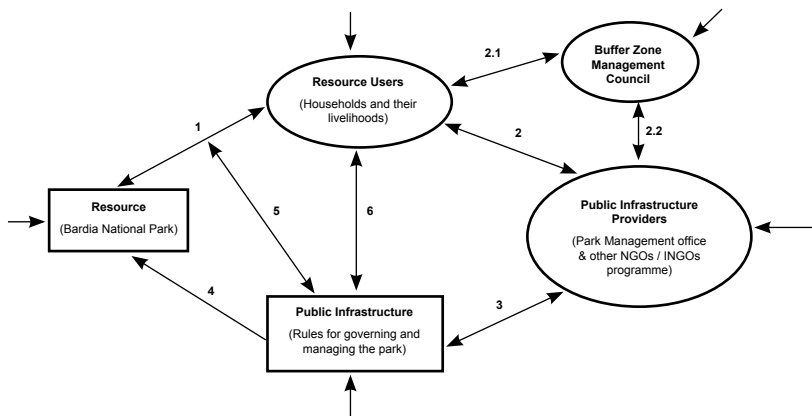 2.1
Buffer Zone
Management
Council
Resource Users
(Households and their
livelihoods)
1
2
2.2
Resource
(Bardia National Park)
5
6
Public Infrastructure
Providers
(Park Management office
& other NGOs / INGOs
programme)
4
Public Infrastructure
(Rules for governing and
managing the park)
3